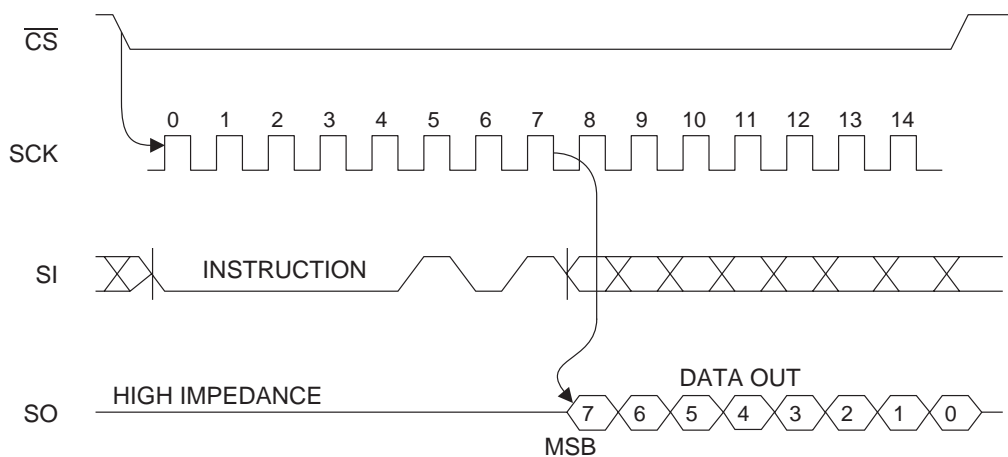 CS
0 1 2 3 4 5 6 7 8 9 10 11 12 13 14
SCK
SI INSTRUCTION
HIGH IMPEDANCE DATA OUT
SO 7 6 5 4 3 2 1 0
MSB